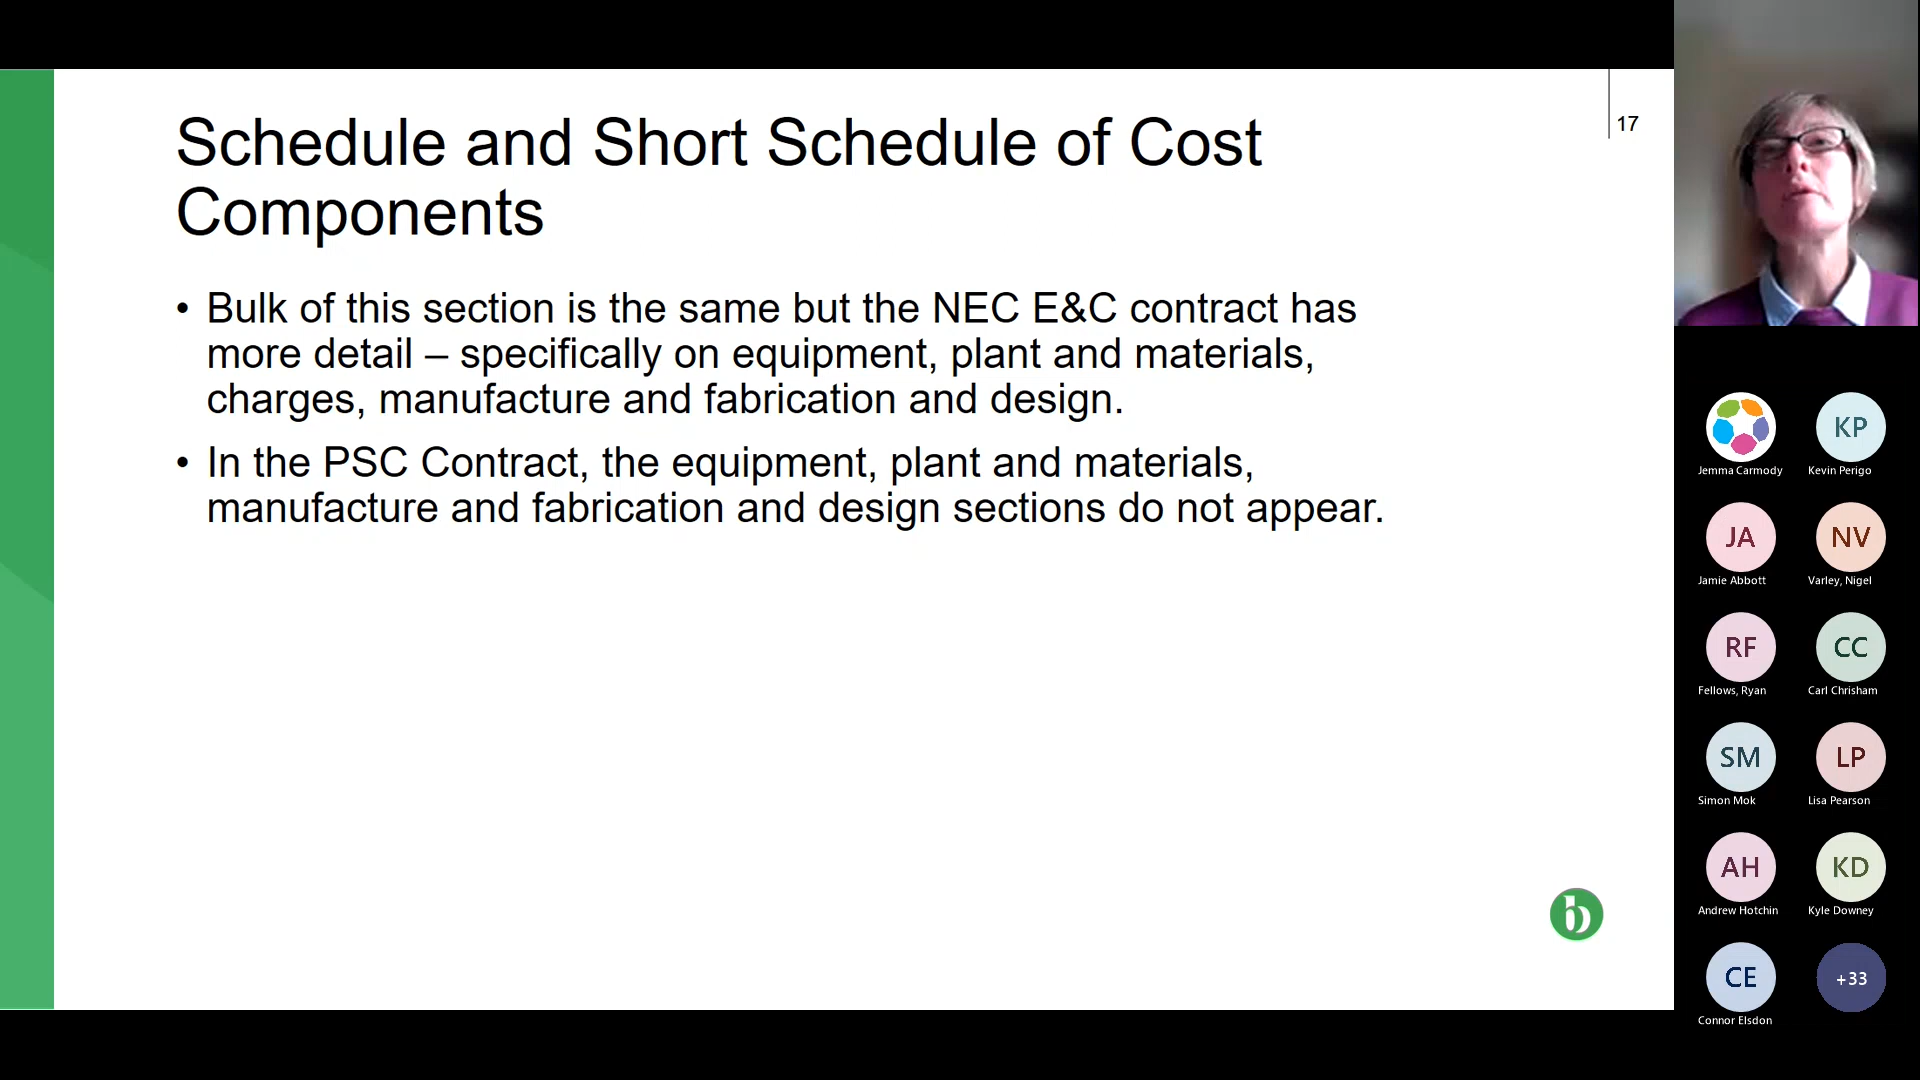 Schedule and Short Schedule of Cost
Components
17
• Bulk of this section is the same but the NEC E&C contract has
more detail – specifically on equipment, plant and materials,
charges, manufacture and fabrication and design.
• In the PSC Contract, the equipment, plant and materials,
manufacture and fabrication and design sections do not appear.
b
Jemma Carmody
KP
Kevin Perigo
JA
Jamie Abbott
NV
Varley, Nigel
RF
Fellows, Ryan
CC
Carl Chrisham
SM
Simon Mok
LP
Lisa Pearson
AH
Andrew Hotchin
KD
Kyle Downey
CE
Connor Elsdon
+33